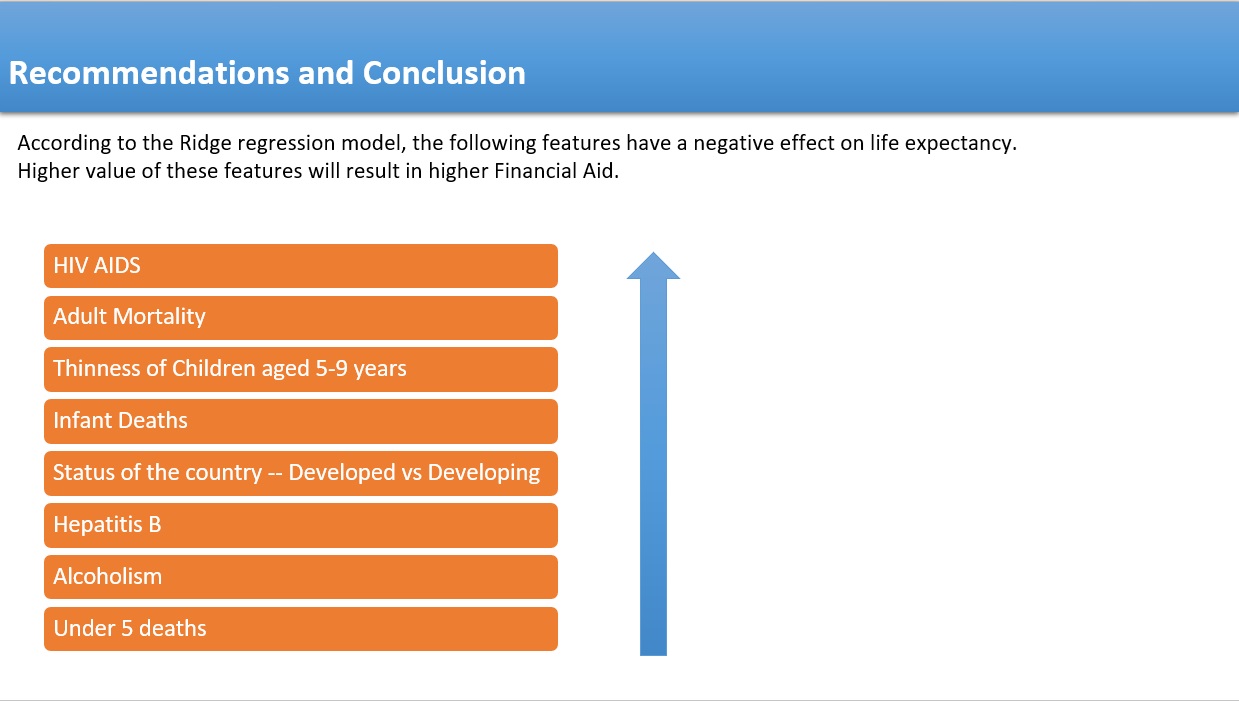 Recommendations and Conclusion
According to the Ridge regression model, the following features have a negative effect on life expectancy.
Higher value of these features will result in higher Financial Aid.
HIV AIDS
Adult Mortality
Thinness of Children aged 5-9 years
Infant Deaths
Status of the country -- Developed vs Developing
Hepatitis B
Alcoholism
Under 5 deaths